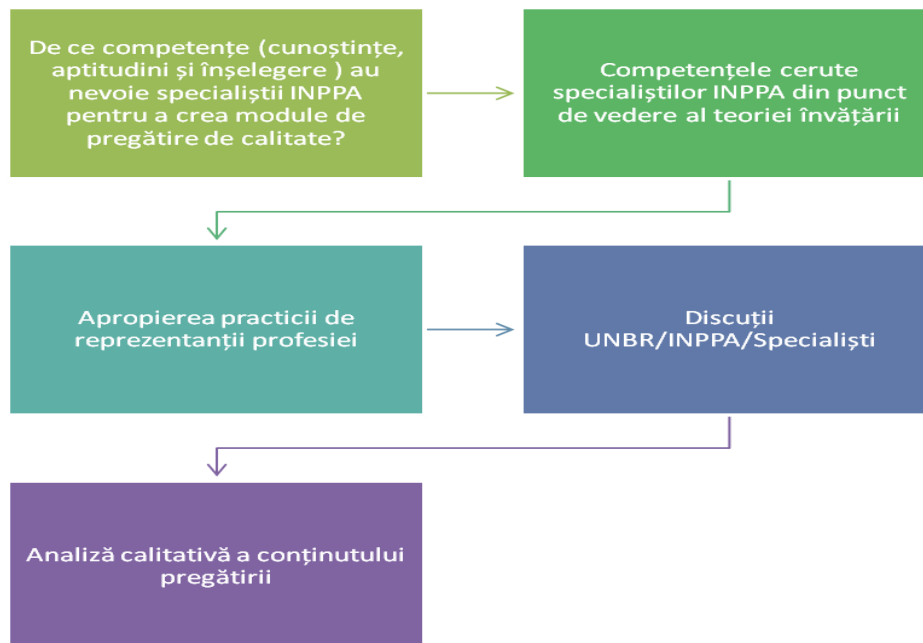 De ce competențe (cunoștințe,
aptitudini și înșelegere ) au
nevoie specialiștii INPPA
pentru a crea module de
pregătire de calitate?
Competențele cerute
specialiștilor INPPA din punct
de vedere al teoriei învățării
Apropierea practicii de
reprezentanții profesiei
Discuții
UNBR/INPPA/Specialiști
Analiză calitativă a conținutului
pregătirii